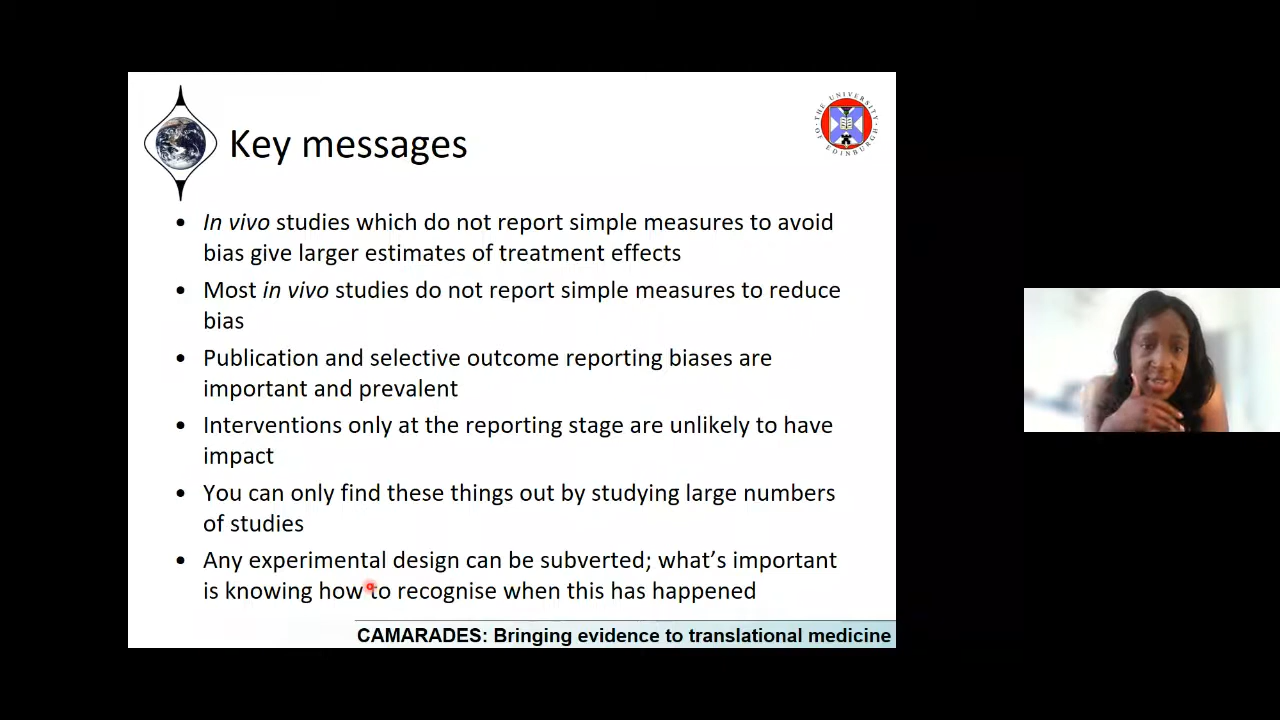 THE UNIVERSITY OF EDINBURGH
Key messages
• In vivo studies which do not report simple measures to avoid
bias give larger estimates of treatment effects
• Most in vivo studies do not report simple measures to reduce
bias
• Publication and selective outcome reporting biases are
important and prevalent
• Interventions only at the reporting stage are unlikely to have
impact
• You can only find these things out by studying large numbers
of studies
• Any experimental design can be subverted; what’s important
is knowing how to recognise when this has happened
CAMARADES: Bringing evidence to translational medicine